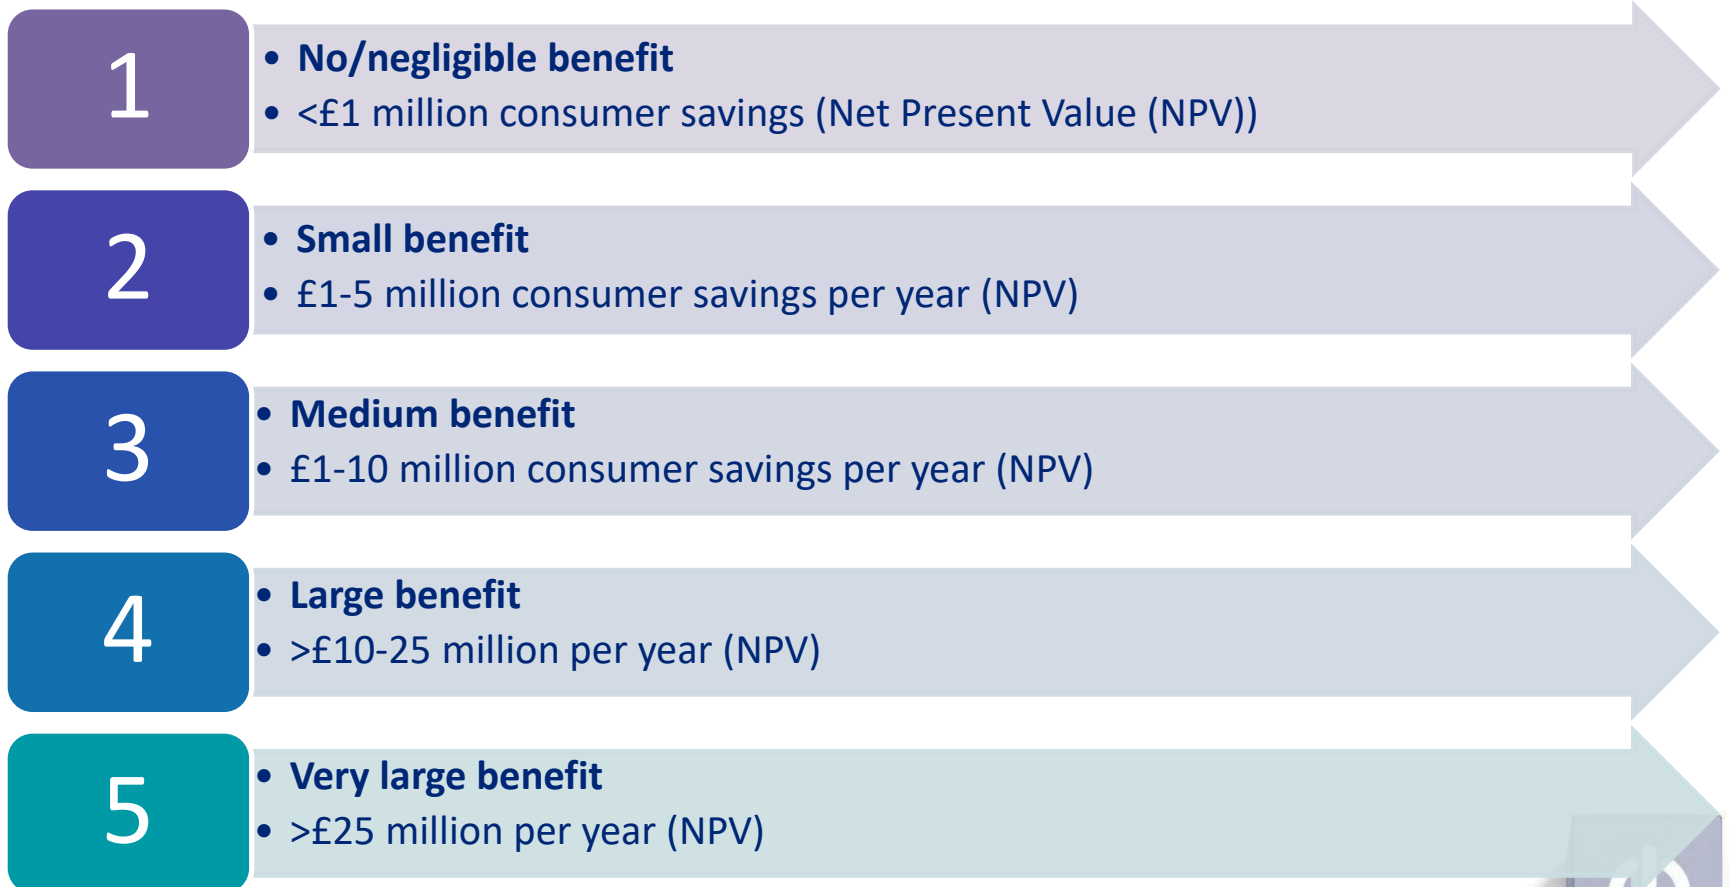 1
• No/negligible benefit
• <£1 million consumer savings (Net Present Value (NPV))
2
• Small benefit
• £1-5 million consumer savings per year (NPV)
3
• Medium benefit
• £1-10 million consumer savings per year (NPV)
4
• Large benefit
• >£10-25 million per year (NPV)
5
• Very large benefit
• >£25 million per year (NPV)